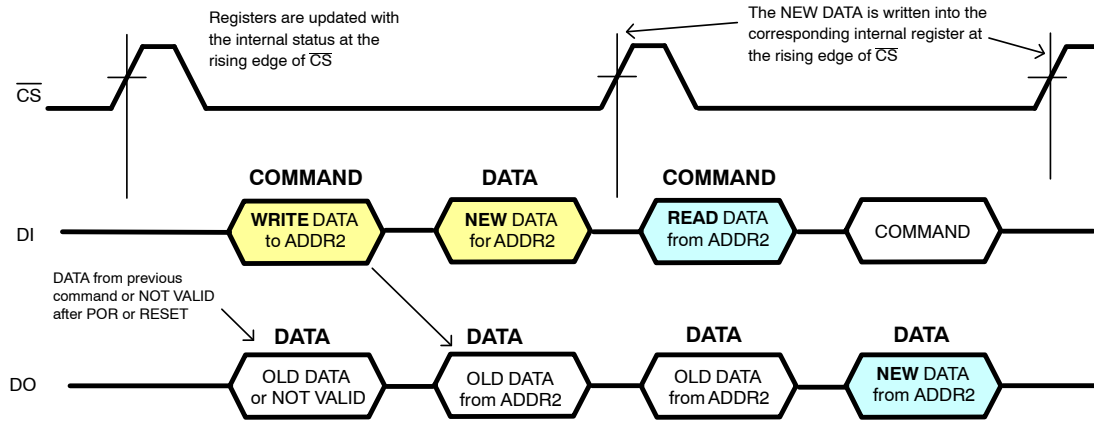 Registers are updated with
the internal status at the
rising edge of CS
The NEW DATA is written into the
corresponding internal register at
the rising edge of CS
CS
COMMAND
DATA
COMMAND
DI
WRITE DATA
to ADDR2
NEW DATA
for ADDR2
READ DATA
from ADDR2
COMMAND
DATA from previous
command or NOT VALID
after POR or RESET
DATA
DATA
DATA
DATA
DO
OLD DATA
or NOT VALID
OLD DATA
from ADDR2
OLD DATA
from ADDR2
NEW DATA
from ADDR2